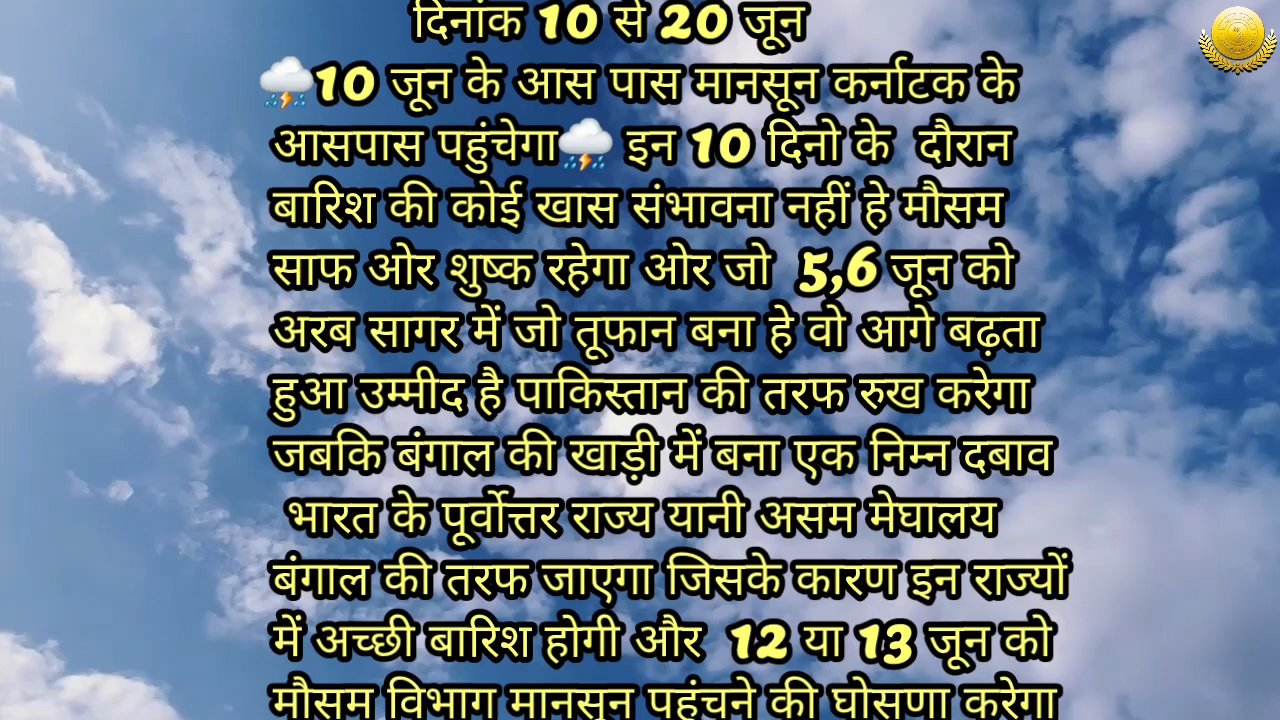 दिनांक 10 से 20 जून
⛈️10 जून के आस पास मानसून कर्नाटक के
आसपास पहुंचेगा⛈️ इन 10 दिनो के दौरान
बारिश की कोई खास संभावना नहीं हे मौसम
साफ ओर शुष्क रहेगा ओर जो 5,6 जून को
अरब सागर में जो तूफान बना हे वो आगे बढ़ता
हुआ उम्मीद है पाकिस्तान की तरफ रुख करेगा
जबकि बंगाल की खाड़ी में बना एक निम्न दबाव
भारत के पूर्वोत्तर राज्य यानी असम मेघालय
बंगाल की तरफ जाएगा जिसके कारण इन राज्यों
में अच्छी बारिश होगी और 12 या 13 जून को
मौसम विभाग मानसून पहुंचने की घोसणा करेगा